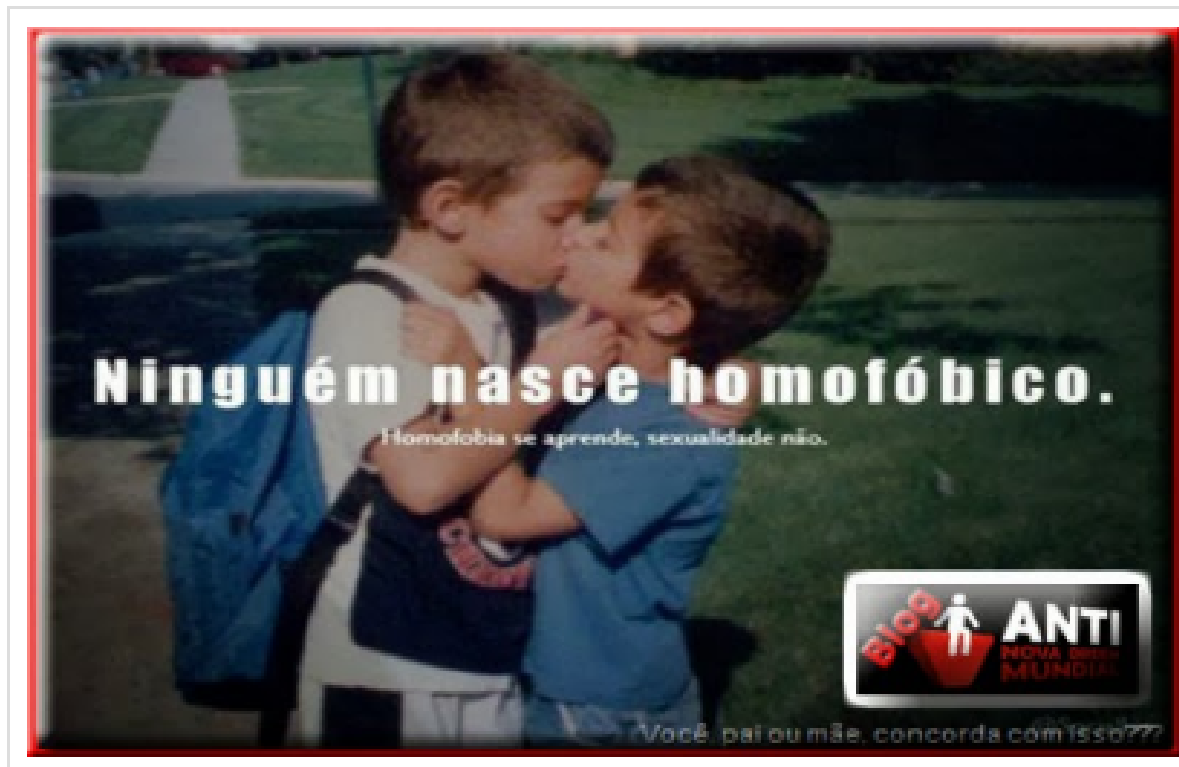 Ninguém nasce homofóbico.
Homofobia se aprende, sexualidade não.
Blog
ANTI
NOVA ORDEM
MUNDIAL
Você, pai ou mãe, concorda com isso???